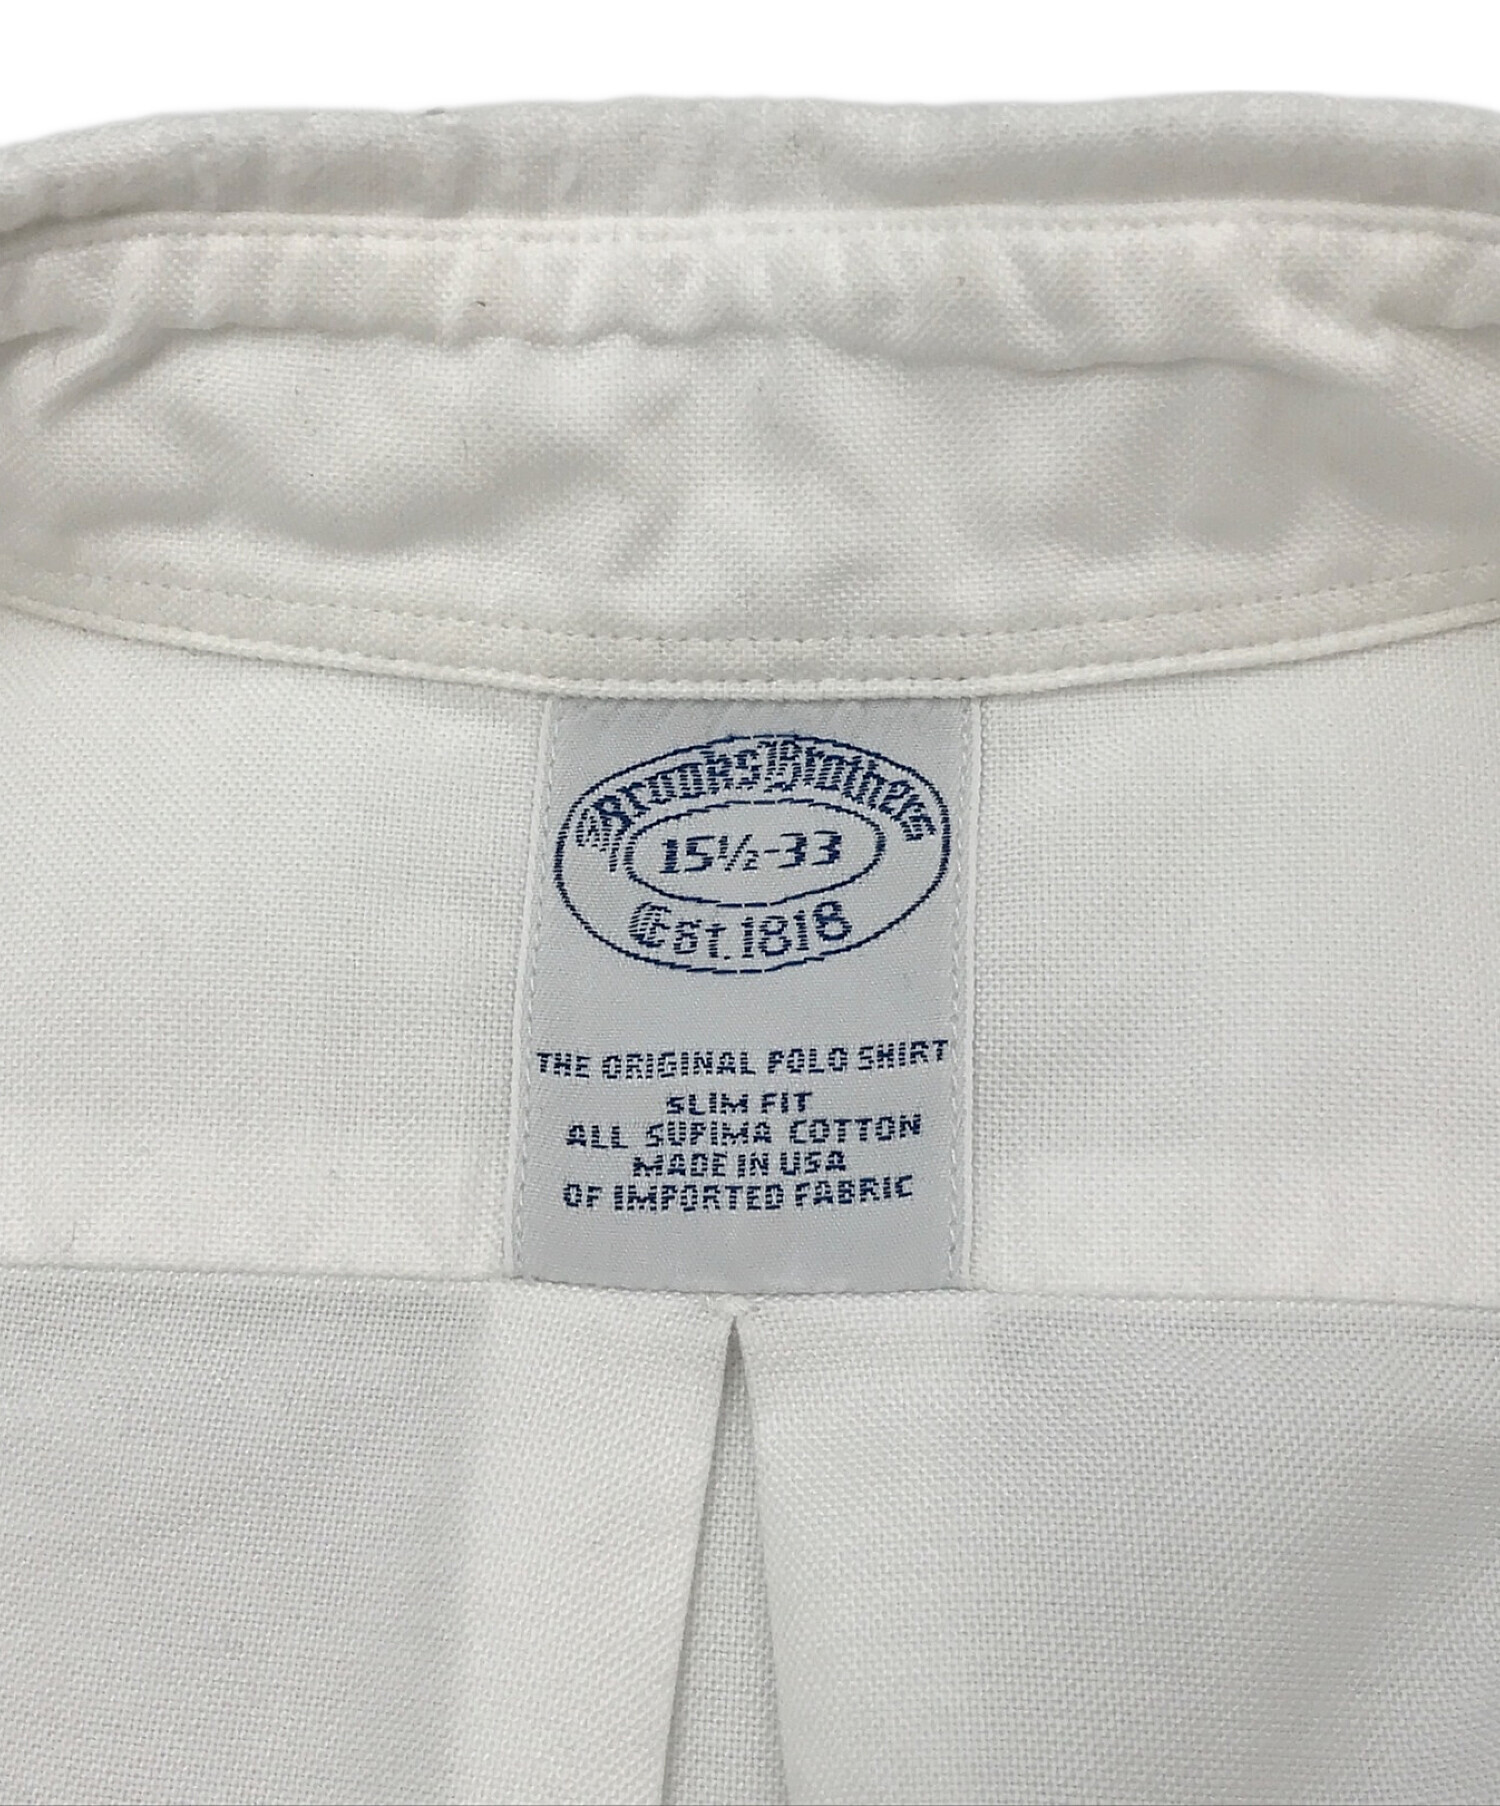 Brooks Brothers
15½-33
Est. 1818
THE ORIGINAL POLO SHIRT
SLIM FIT
ALL SUPIMA COTTON
MADE IN USA
OF IMPORTED FABRIC